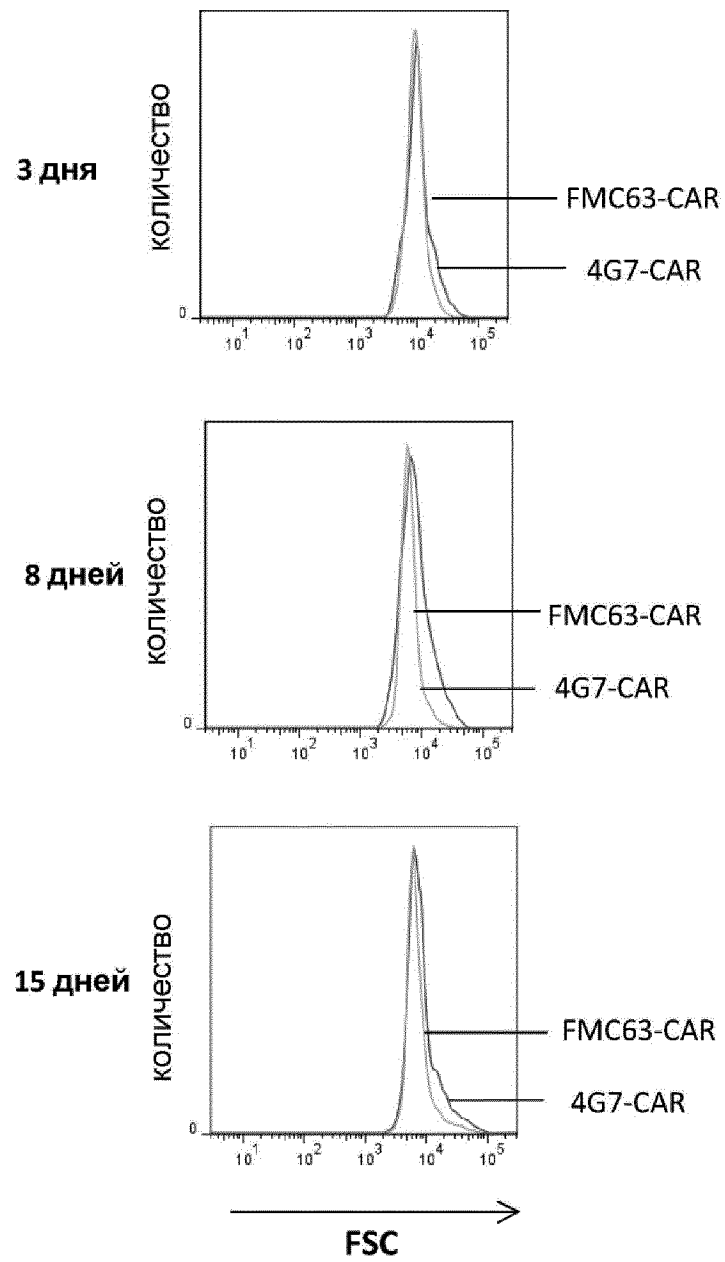 3 дня
количество
FMC63-CAR
4G7-CAR
0
10¹ 10² 10³ 10⁴ 10⁵
8 дней
количество
FMC63-CAR
4G7-CAR
0
10¹ 10² 10³ 10⁴ 10⁵
15 дней
количество
FMC63-CAR
4G7-CAR
0
10¹ 10² 10³ 10⁴ 10⁵
FSC